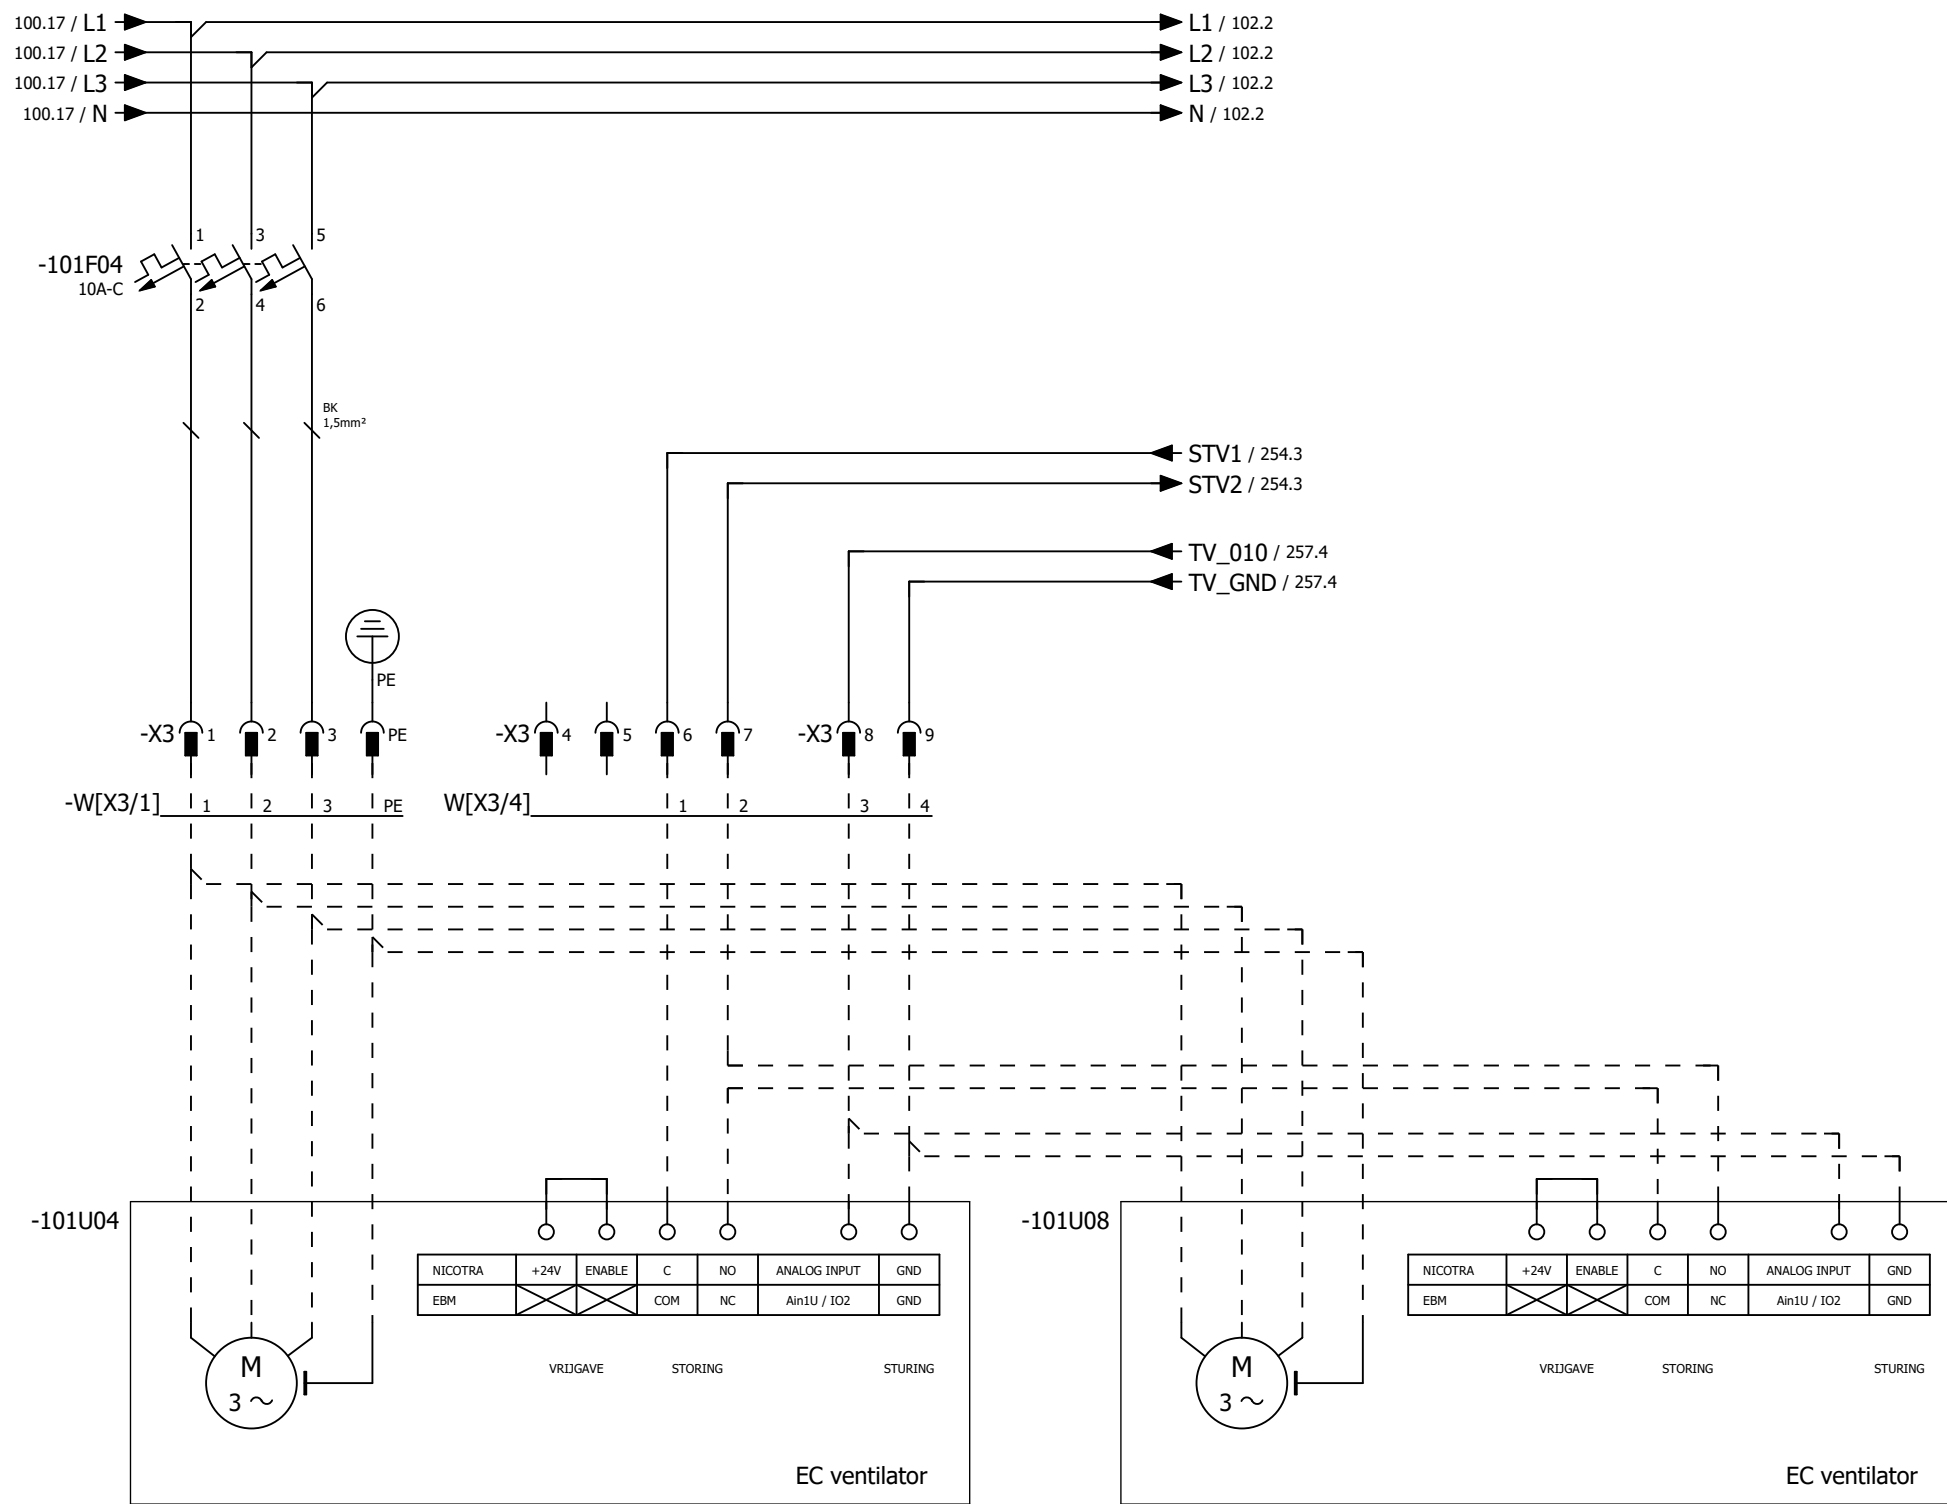 100.17 / L1
L1 / 102.2
100.17 / L2
L2 / 102.2
100.17 / L3
L3 / 102.2
100.17 / N
N / 102.2
1 3 5
-101F04
10A-C
2 4 6
BK
1,5mm²
STV1 / 254.3
STV2 / 254.3
TV_010 / 257.4
TV_GND / 257.4
PE
-X3 1 2 3 PE -X3 4 5 6 7 -X3 8 9
-W[X3/1] 1 2 3 PE W[X3/4] 1 2 3 4
-101U04
NICOTRA +24V ENABLE C NO ANALOG INPUT GND
EBM COM NC Ain1U / IO2 GND
M
3 ~
VRIJGAVE STORING STURING
EC ventilator
-101U08
NICOTRA +24V ENABLE C NO ANALOG INPUT GND
EBM COM NC Ain1U / IO2 GND
M
3 ~
VRIJGAVE STORING STURING
EC ventilator